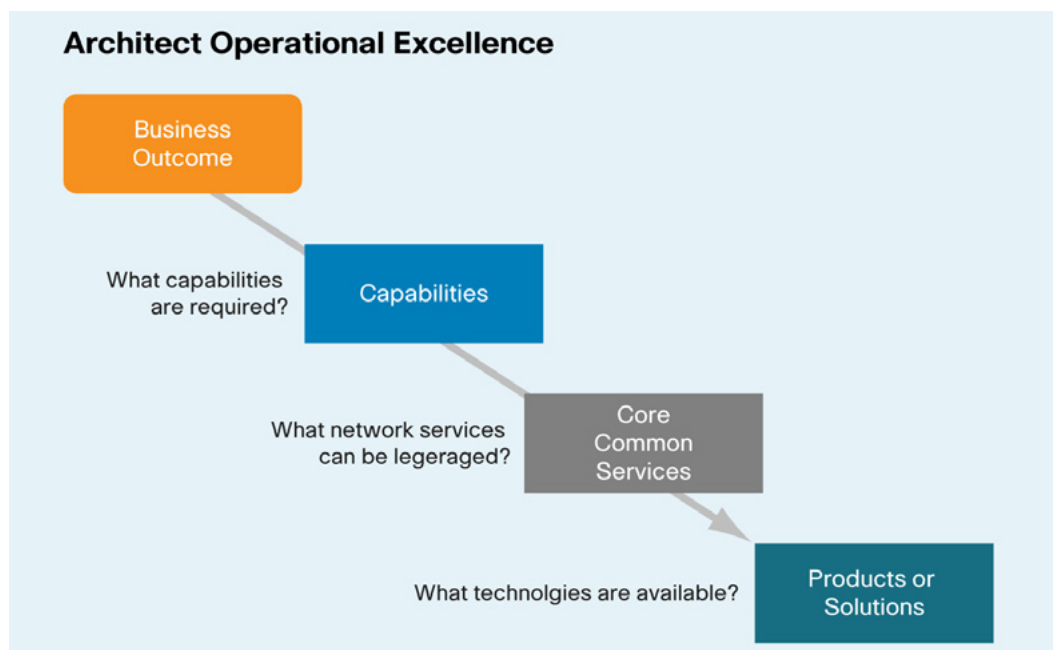 Architect Operational Excellence
Business
Outcome
What capabilities
are required?
Capabilities
What network services
can be legeraged?
Core
Common
Services
What technolgies are available?
Products or
Solutions